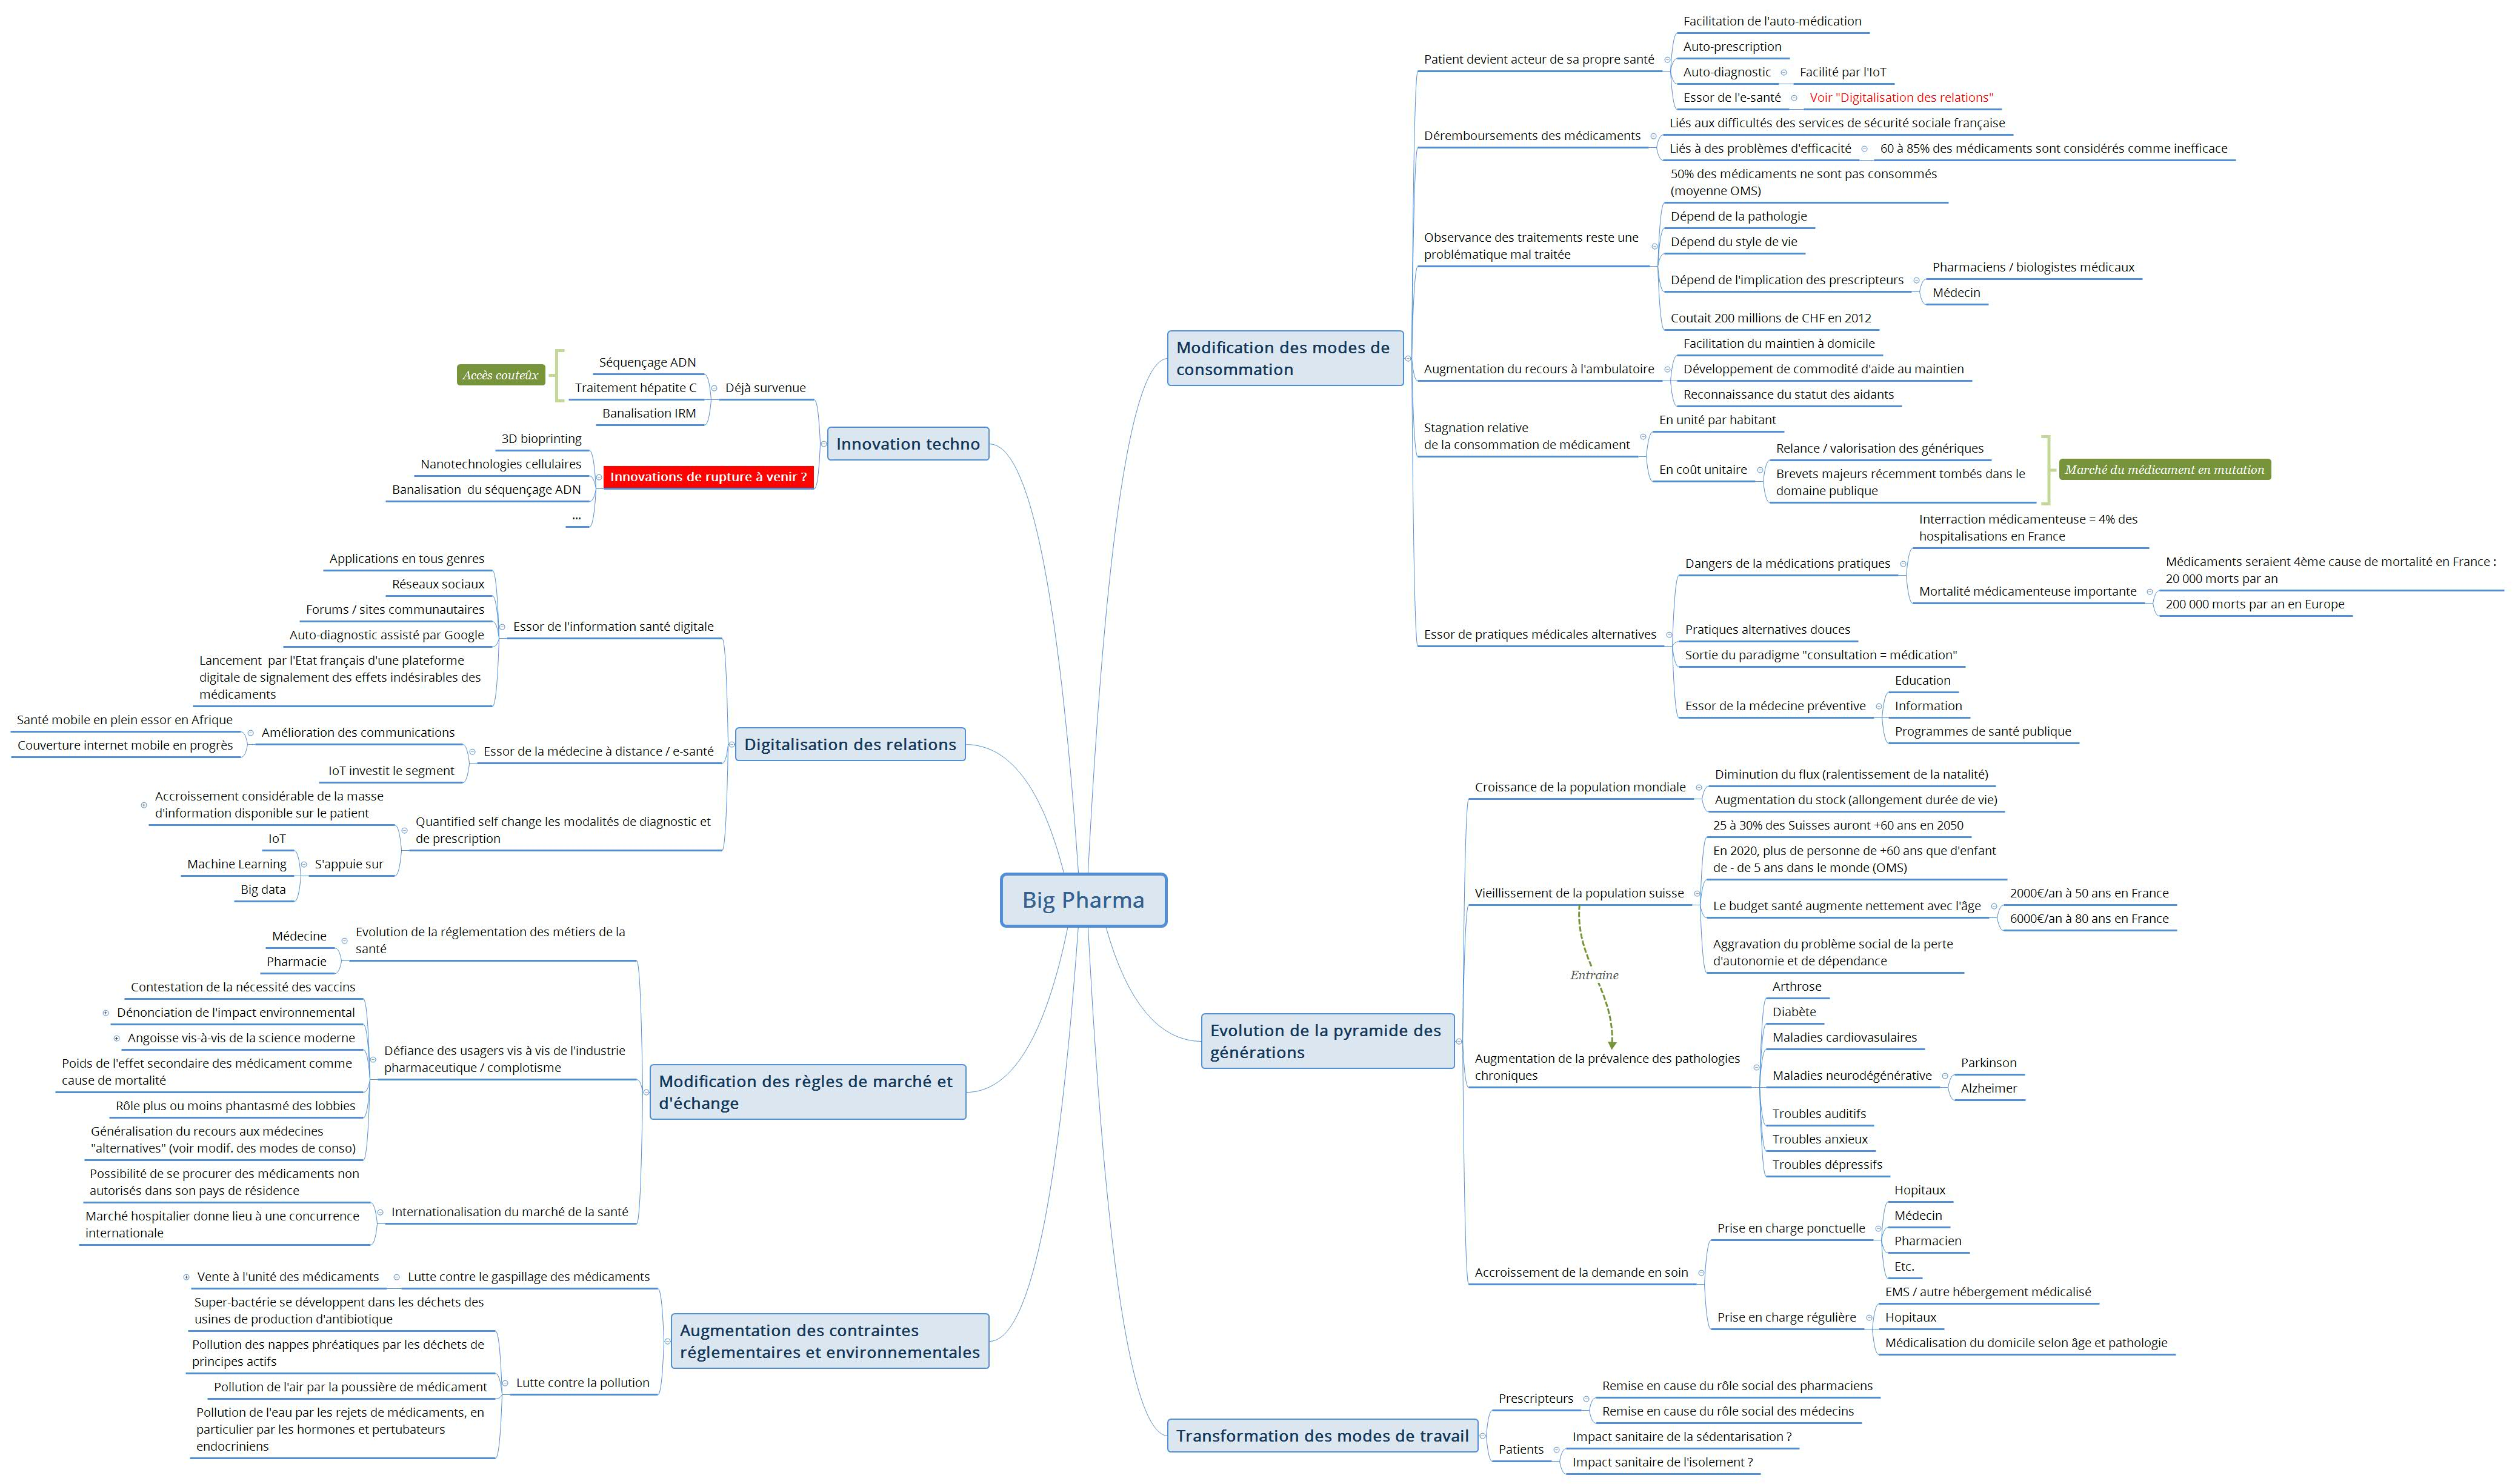 Big Pharma
Modification des modes de
consommation
Patient devient acteur de sa propre santé
Facilitation de l'auto-médication
Auto-prescription
Auto-diagnostic
Facilité par l'IoT
Essor de l'e-santé
Voir "Digitalisation des relations"
Déremboursements des médicaments
Liés aux difficultés des services de sécurité sociale française
Liés à des problèmes d'efficacité
60 à 85% des médicaments sont considérés comme inefficace
Observance des traitements reste une
problématique mal traitée
50% des médicaments ne sont pas consommés
(moyenne OMS)
Dépend de la pathologie
Dépend du style de vie
Dépend de l'implication des prescripteurs
Pharmaciens / biologistes médicaux
Médecin
Coutait 200 millions de CHF en 2012
Augmentation du recours à l'ambulatoire
Facilitation du maintien à domicile
Développement de commodité d'aide au maintien
Reconnaissance du statut des aidants
Stagnation relative
de la consommation de médicament
En unité par habitant
En coût unitaire
Relance / valorisation des génériques
Brevets majeurs récemment tombés dans le
domaine publique
Marché du médicament en mutation
Essor de pratiques médicales alternatives
Dangers de la médications pratiques
Interraction médicamenteuse = 4% des
hospitalisations en France
Mortalité médicamenteuse importante
Médicaments seraient 4ème cause de mortalité en France :
20 000 morts par an
200 000 morts par an en Europe
Pratiques alternatives douces
Sortie du paradigme "consultation = médication"
Essor de la médecine préventive
Education
Information
Programmes de santé publique
Evolution de la pyramide des
générations
Croissance de la population mondiale
Diminution du flux (ralentissement de la natalité)
Augmentation du stock (allongement durée de vie)
Vieillissement de la population suisse
25 à 30% des Suisses auront +60 ans en 2050
En 2020, plus de personne de +60 ans que d'enfant
de - de 5 ans dans le monde (OMS)
Le budget santé augmente nettement avec l'âge
2000€/an à 50 ans en France
6000€/an à 80 ans en France
Aggravation du problème social de la perte
d'autonomie et de dépendance
Entraine
Augmentation de la prévalence des pathologies
chroniques
Arthrose
Diabète
Maladies cardiovasulaires
Maladies neurodégénérative
Parkinson
Alzheimer
Troubles auditifs
Troubles anxieux
Troubles dépressifs
Accroissement de la demande en soin
Prise en charge ponctuelle
Hopitaux
Médecin
Pharmacien
Etc.
Prise en charge régulière
EMS / autre hébergement médicalisé
Hopitaux
Médicalisation du domicile selon âge et pathologie
Transformation des modes de travail
Prescripteurs
Remise en cause du rôle social des pharmaciens
Remise en cause du rôle social des médecins
Patients
Impact sanitaire de la sédentarisation ?
Impact sanitaire de l'isolement ?
Innovation techno
Déjà survenue
Séquençage ADN
Traitement hépatite C
Banalisation IRM
Accès couteûx
Innovations de rupture à venir ?
3D bioprinting
Nanotechnologies cellulaires
Banalisation du séquençage ADN
...
Digitalisation des relations
Essor de l'information santé digitale
Applications en tous genres
Réseaux sociaux
Forums / sites communautaires
Auto-diagnostic assisté par Google
Lancement par l'Etat français d'une plateforme
digitale de signalement des effets indésirables des
médicaments
Essor de la médecine à distance / e-santé
Amélioration des communications
Santé mobile en plein essor en Afrique
Couverture internet mobile en progrès
IoT investit le segment
Quantified self change les modalités de diagnostic et
de prescription
Accroissement considérable de la masse
d'information disponible sur le patient
S'appuie sur
IoT
Machine Learning
Big data
Modification des règles de marché et
d'échange
Evolution de la réglementation des métiers de la
santé
Médecine
Pharmacie
Défiance des usagers vis à vis de l'industrie
pharmaceutique / complotisme
Contestation de la nécessité des vaccins
Dénonciation de l'impact environnemental
Angoisse vis-à-vis de la science moderne
Poids de l'effet secondaire des médicament comme
cause de mortalité
Rôle plus ou moins phantasmé des lobbies
Généralisation du recours aux médecines
"alternatives" (voir modif. des modes de conso)
Internationalisation du marché de la santé
Possibilité de se procurer des médicaments non
autorisés dans son pays de résidence
Marché hospitalier donne lieu à une concurrence
internationale
Augmentation des contraintes
réglementaires et environnementales
Lutte contre le gaspillage des médicaments
Vente à l'unité des médicaments
Lutte contre la pollution
Super-bactérie se développent dans les déchets des
usines de production d'antibiotique
Pollution des nappes phréatiques par les déchets de
principes actifs
Pollution de l'air par la poussière de médicament
Pollution de l'eau par les rejets de médicaments, en
particulier par les hormones et pertubateurs
endocriniens